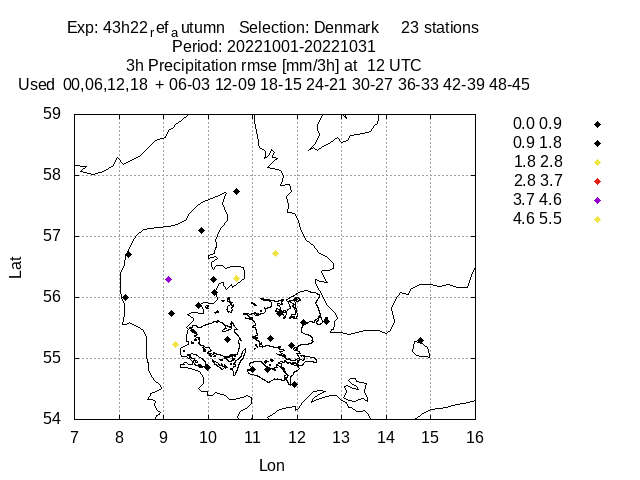 Exp: 43h22refautumn Selection: Denmark 23 stations
Period: 20221001-20221031
3h Precipitation rmse [mm/3h] at 12 UTC
Used 00,06,12,18 + 06-03 12-09 18-15 24-21 30-27 36-33 42-39 48-45
0.0 0.9
0.9 1.8
1.8 2.8
2.8 3.7
3.7 4.6
4.6 5.5
59
58
57
56
55
54
Lat
7 8 9 10 11 12 13 14 15 16
Lon